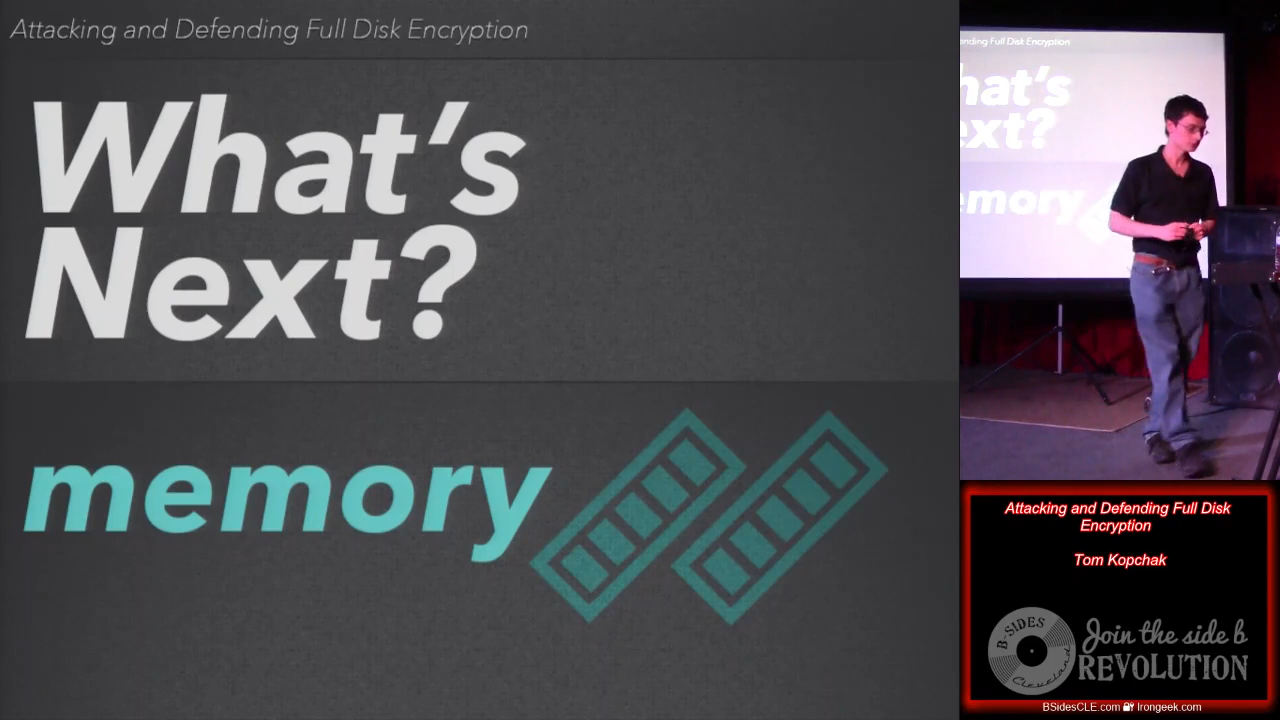 Attacking and Defending Full Disk Encryption
What's
Next?
memory
ending Full Disk Encryption
hat's
ext?
emory
Attacking and Defending Full Disk
Encryption
Tom Kopchak
B-SIDES
Cleveland
Join the side b
REVOLUTION
BSidesCLE.com Irongeek.com